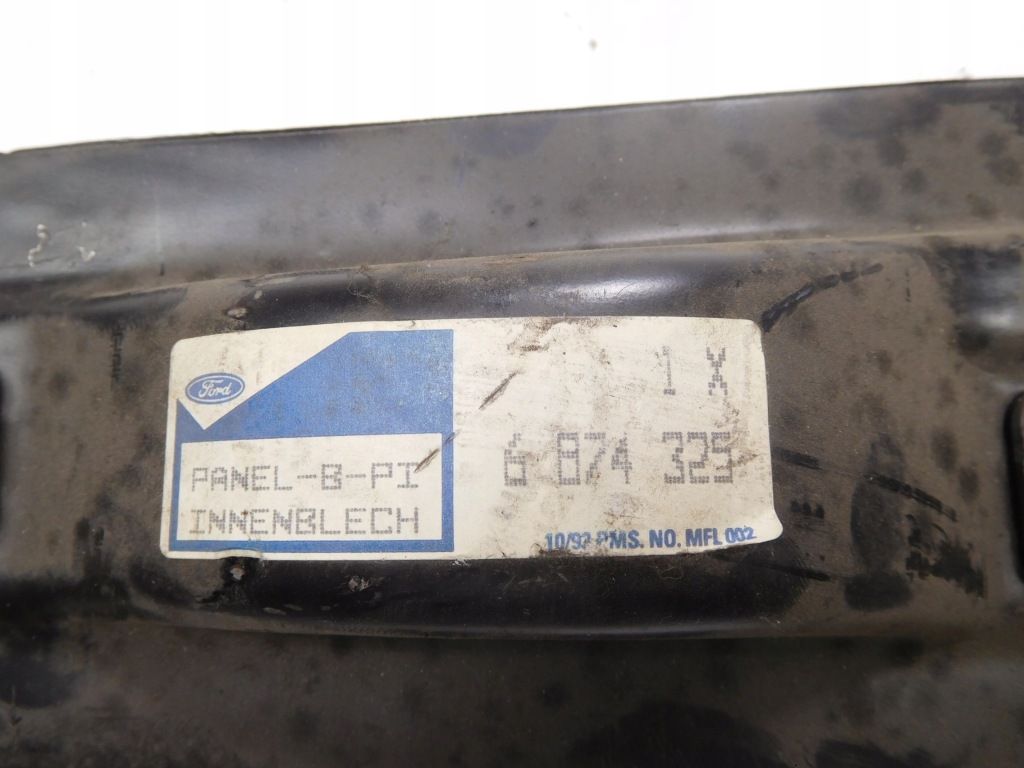 Ford
1 X
6 874 325
PANEL-B-PI
INNENBLECH
PMS. NO. MFL 002